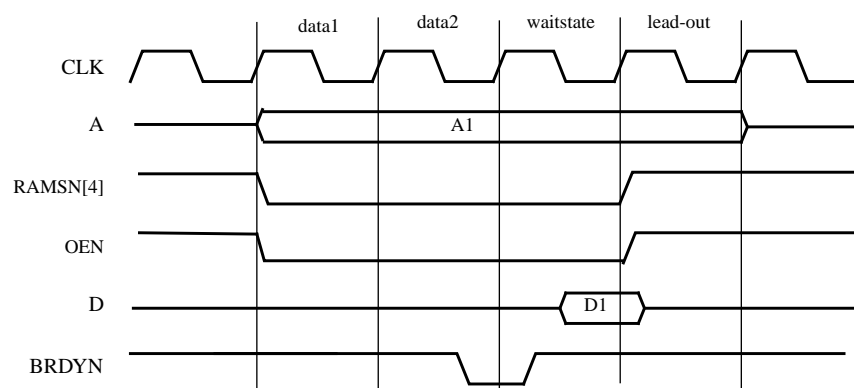 data1 data2 waitstate lead-out
CLK
A A1
RAMSN[4]
OEN
D D1
BRDYN